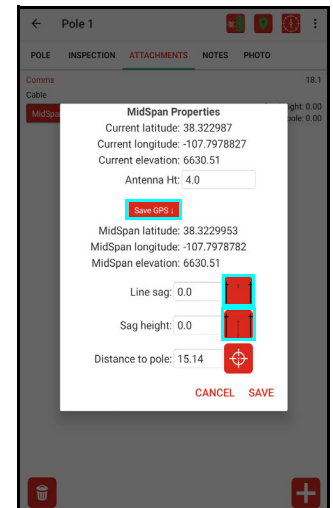 ← Pole 1
POLE INSPECTION ATTACHMENTS NOTES PHOTO
Comms 18.1
Cable
MidSpan Properties
Current latitude: 38.322987
ght: 0.00
MidSpa
Current longitude: -107.7978827
pole: 0.00
Current elevation: 6630.51
Antenna Ht: 4.0
Save GPS ↓
MidSpan latitude: 38.3229953
MidSpan longitude: -107.7978782
MidSpan elevation: 6630.51
Line sag: 0.0
Sag height: 0.0
Distance to pole: 15.14
CANCEL SAVE